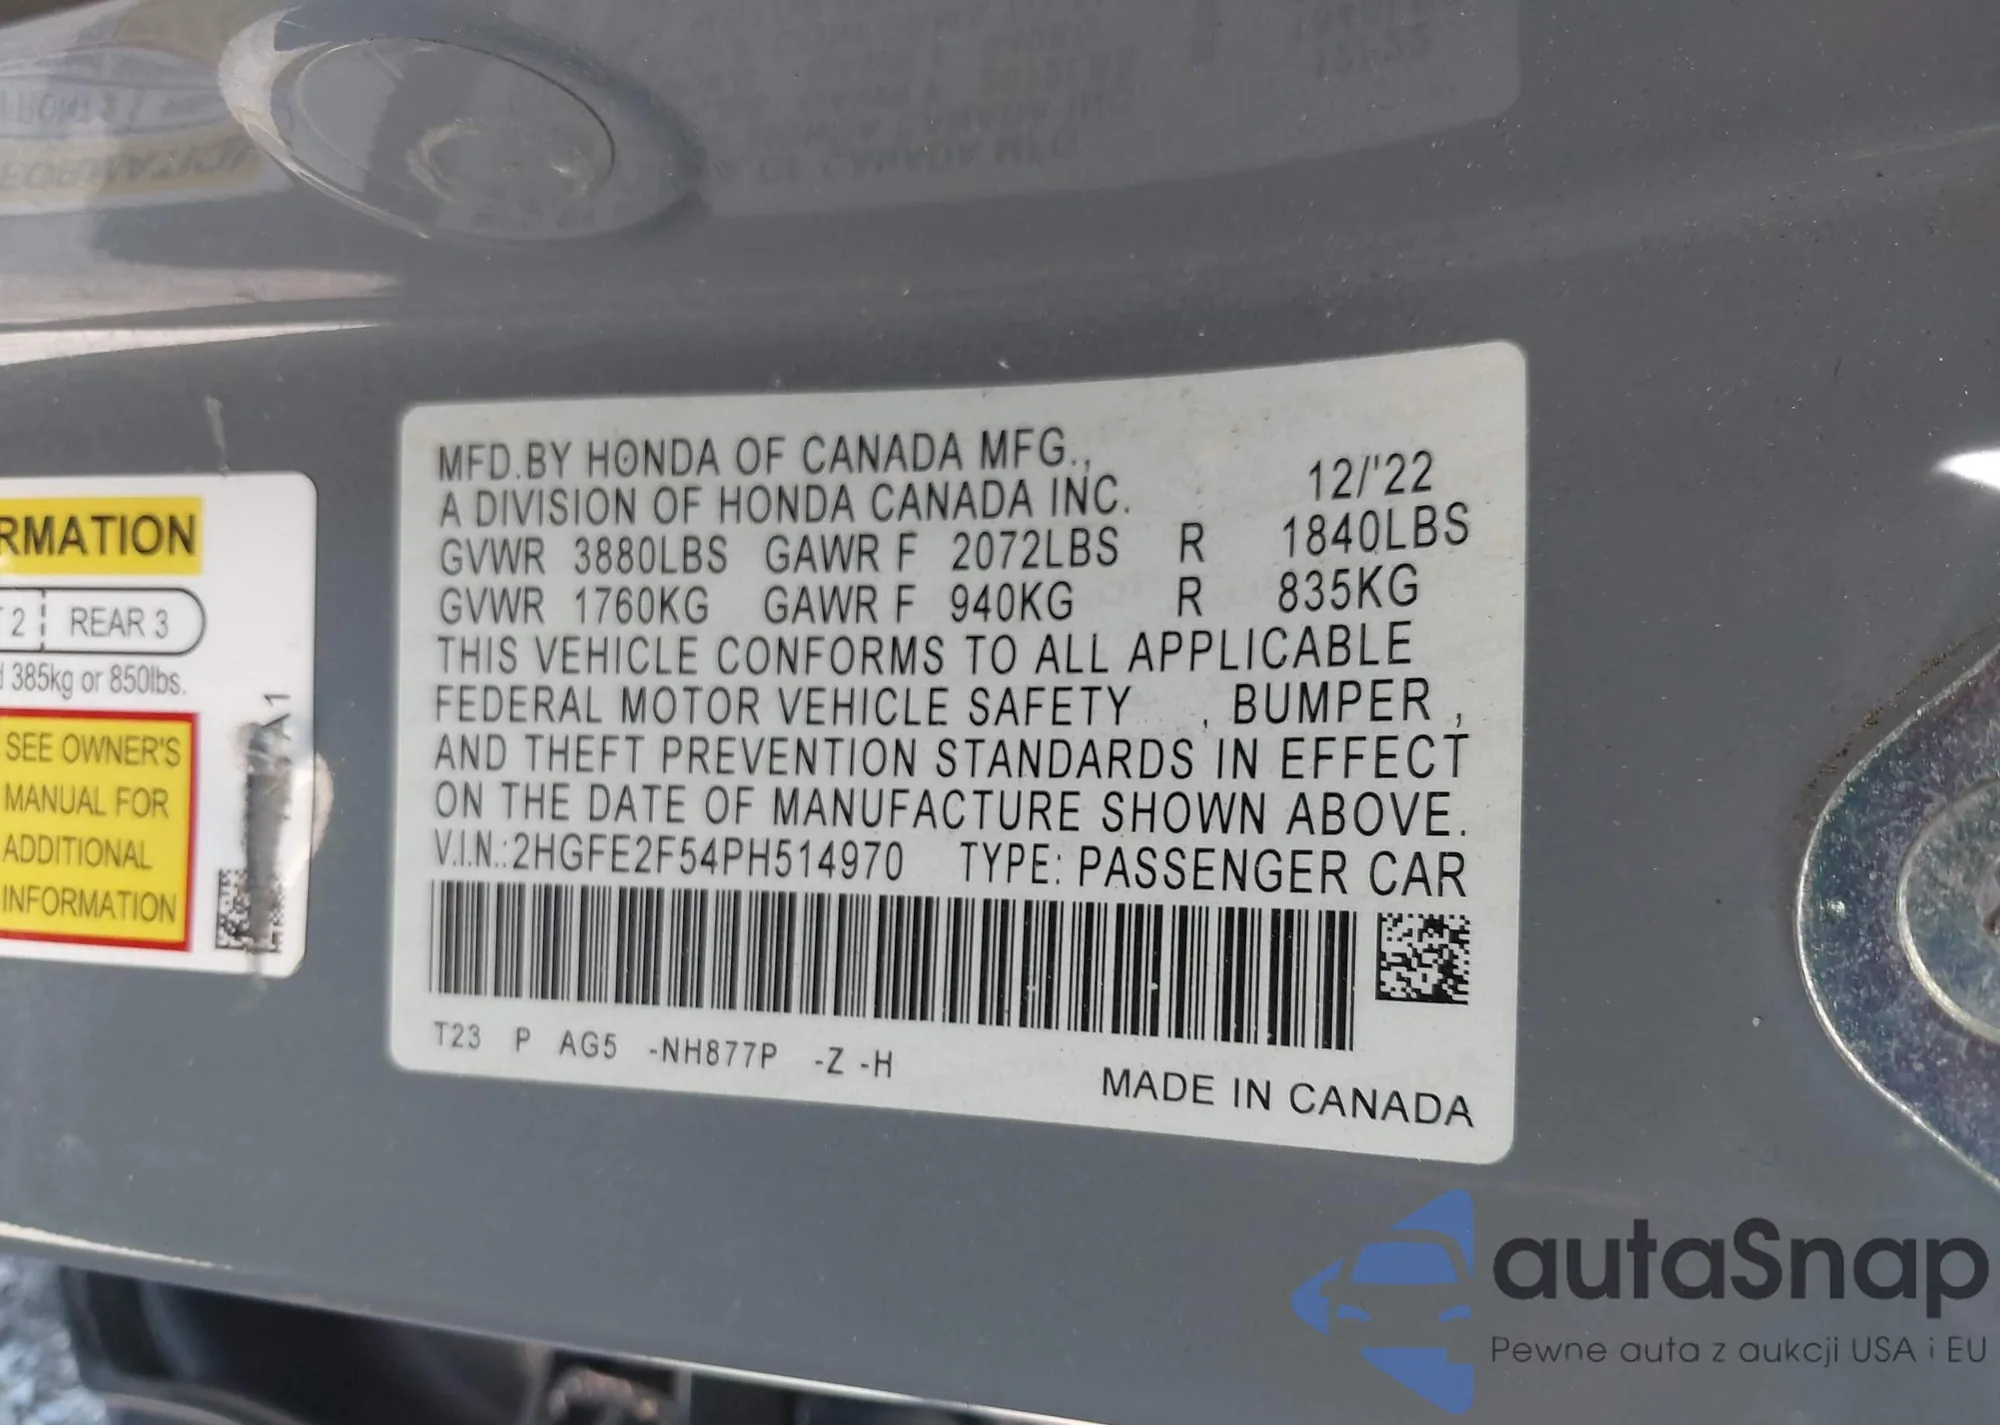 RMATION
T 2 REAR 3
d 385kg or 850lbs.
SEE OWNER'S
MANUAL FOR
ADDITIONAL
INFORMATION
A1
MFD.BY HONDA OF CANADA MFG.,
A DIVISION OF HONDA CANADA INC. 12/'22
GVWR 3880LBS GAWR F 2072LBS R 1840LBS
GVWR 1760KG GAWR F 940KG R 835KG
THIS VEHICLE CONFORMS TO ALL APPLICABLE
FEDERAL MOTOR VEHICLE SAFETY , BUMPER ,
AND THEFT PREVENTION STANDARDS IN EFFECT
ON THE DATE OF MANUFACTURE SHOWN ABOVE.
V.I.N.:2HGFE2F54PH514970 TYPE: PASSENGER CAR
T23 P AG5 -NH877P -Z -H
MADE IN CANADA
autaSnap
Pewne auta z aukcji USA i EU